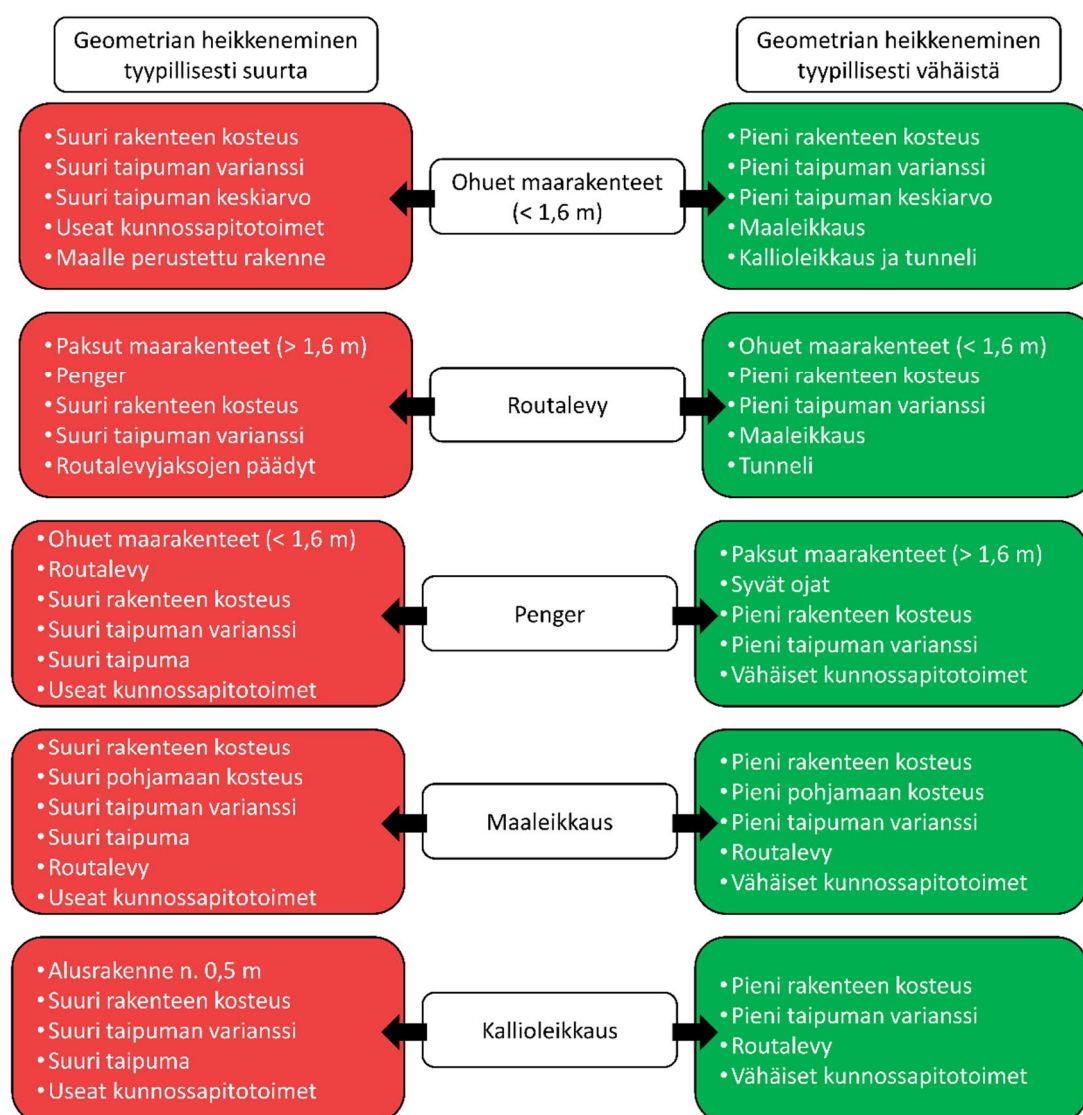 Geometrian heikkeneminen
tyypillisesti suurta
Geometrian heikkeneminen
tyypillisesti vähäistä
• Suuri rakenteen kosteus
• Suuri taipuman varianssi
• Suuri taipuman keskiarvo
• Useat kunnossapitotoimet
• Maalle perustettu rakenne
Ohuet maarakenteet
(< 1,6 m)
• Pieni rakenteen kosteus
• Pieni taipuman varianssi
• Pieni taipuman keskiarvo
• Maaleikkaus
• Kallioleikkaus ja tunneli
• Paksut maarakenteet (> 1,6 m)
• Penger
• Suuri rakenteen kosteus
• Suuri taipuman varianssi
• Routalevyjaksojen päädyt
Routalevy
• Ohuet maarakenteet (< 1,6 m)
• Pieni rakenteen kosteus
• Pieni taipuman varianssi
• Maaleikkaus
• Tunneli
• Ohuet maarakenteet (< 1,6 m)
• Routalevy
• Suuri rakenteen kosteus
• Suuri taipuman varianssi
• Suuri taipuma
• Useat kunnossapitotoimet
Penger
• Paksut maarakenteet (> 1,6 m)
• Syvät ojat
• Pieni rakenteen kosteus
• Pieni taipuman varianssi
• Vähäiset kunnossapitotoimet
• Suuri rakenteen kosteus
• Suuri pohjamaan kosteus
• Suuri taipuman varianssi
• Suuri taipuma
• Routalevy
• Useat kunnossapitotoimet
Maaleikkaus
• Pieni rakenteen kosteus
• Pieni pohjamaan kosteus
• Pieni taipuman varianssi
• Routalevy
• Vähäiset kunnossapitotoimet
• Alusrakenne n. 0,5 m
• Suuri rakenteen kosteus
• Suuri taipuman varianssi
• Suuri taipuma
• Useat kunnossapitotoimet
Kallioleikkaus
• Pieni rakenteen kosteus
• Pieni taipuman varianssi
• Routalevy
• Vähäiset kunnossapitotoimet